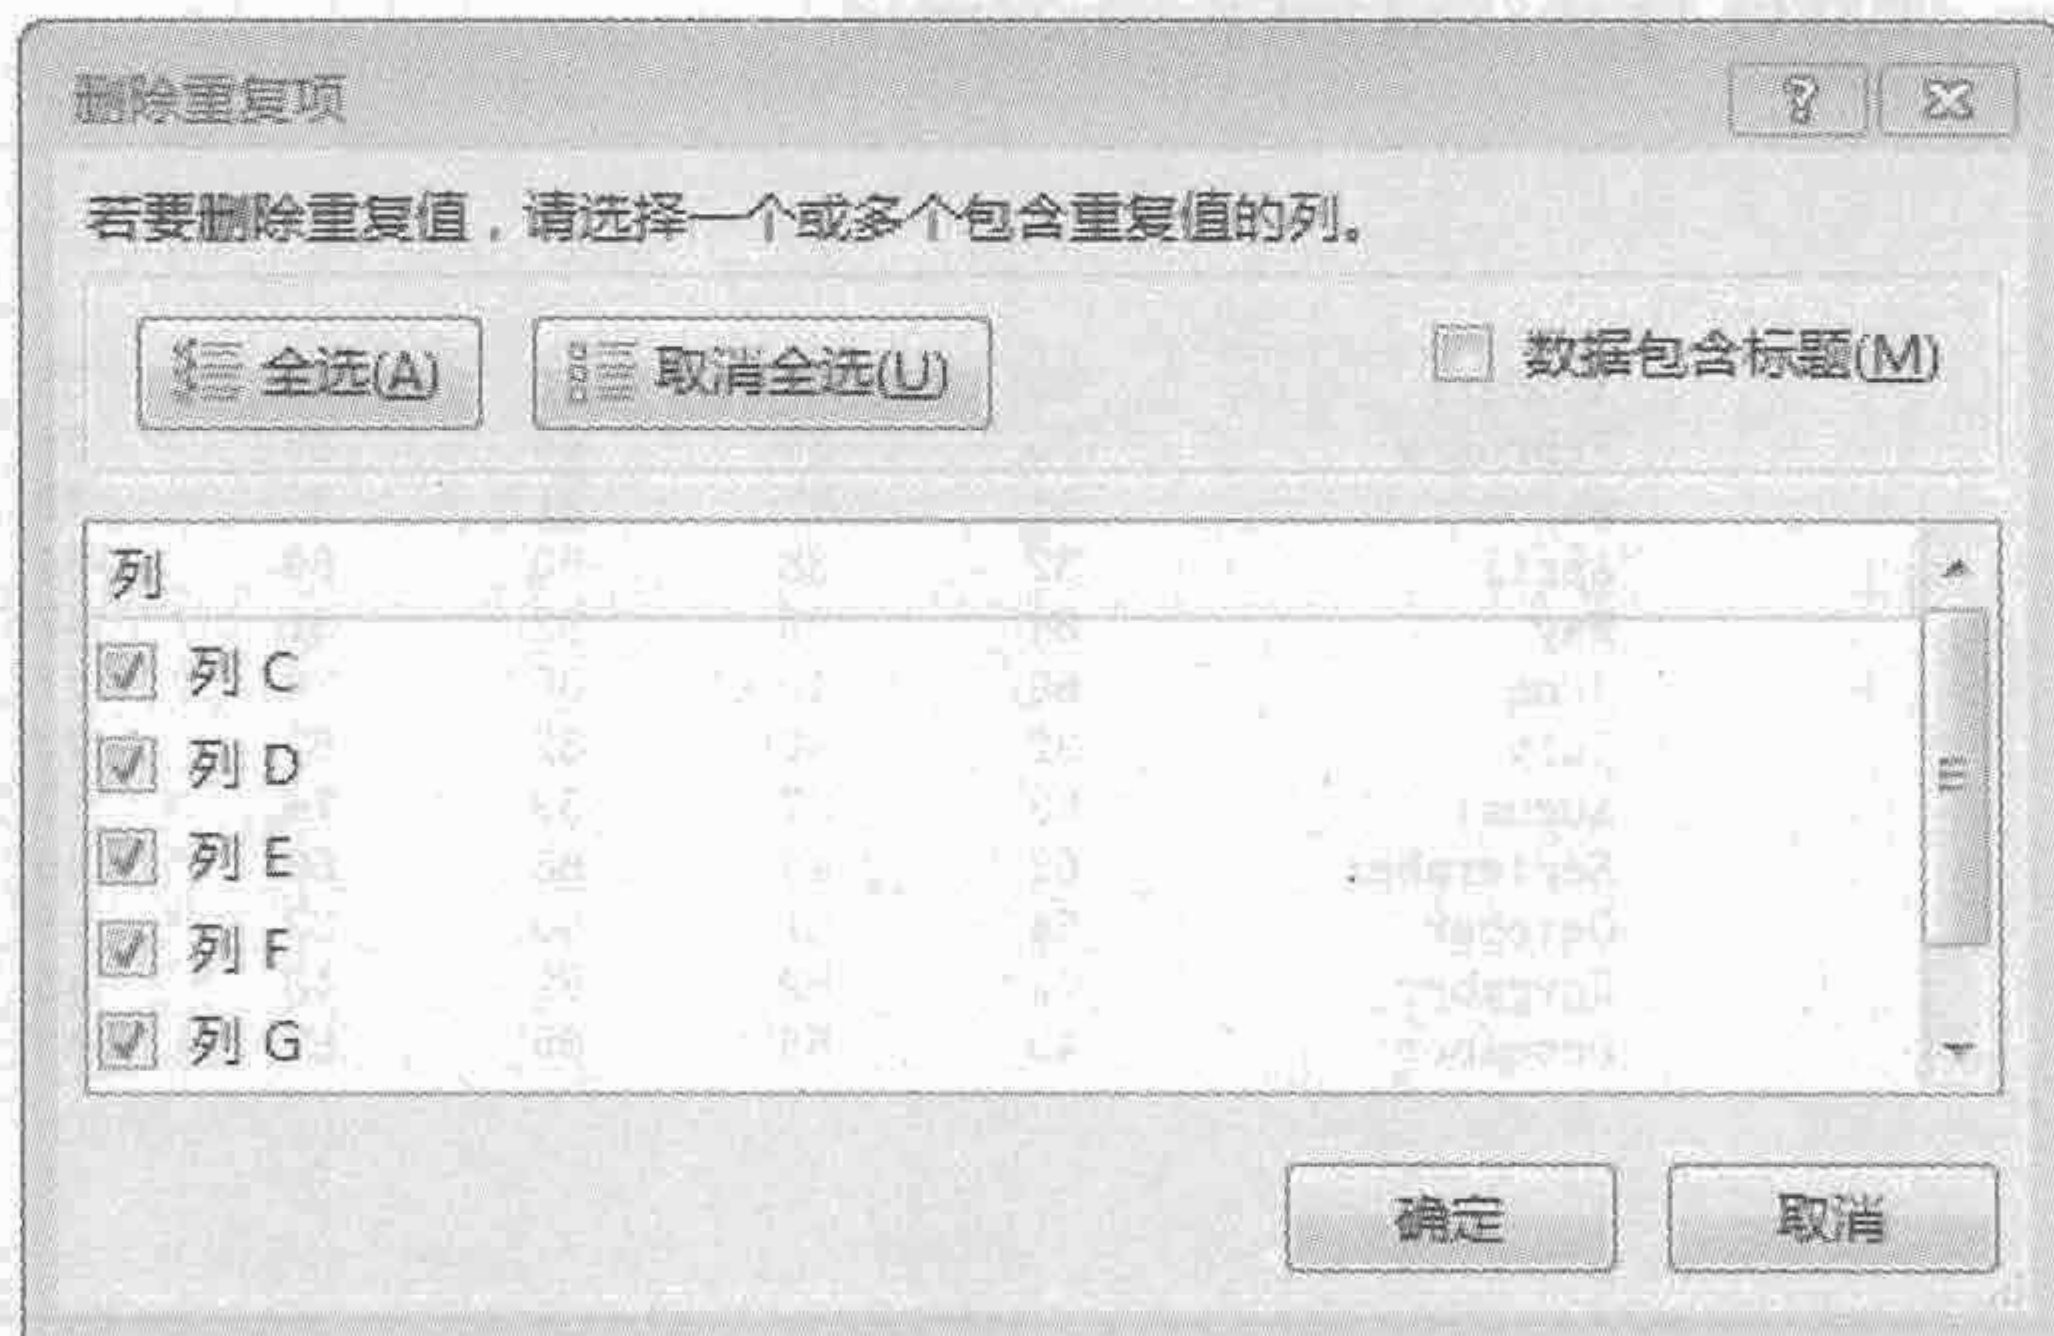 删除重复项
若要删除重复值，请选择一个或多个包含重复值的列。
全选(A) 取消全选(U) 数据包含标题(M)
列
列 C
列 D
列 E
列 F
列 G
确定 取消